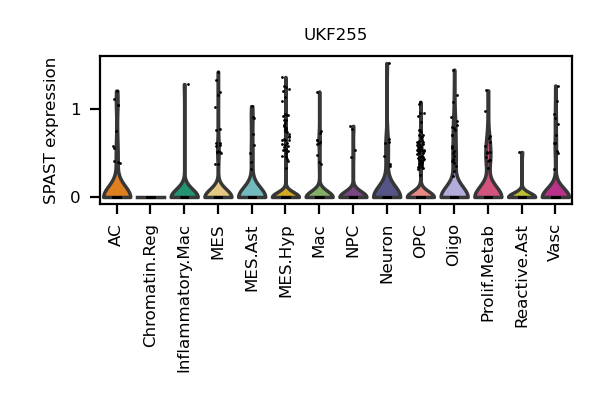 UKF255
SPAST expression
1
0
AC
Chromatin.Reg
Inflammatory.Mac
MES
MES.Ast
MES.Hyp
Mac
NPC
Neuron
OPC
Oligo
Prolif.Metab
Reactive.Ast
Vasc